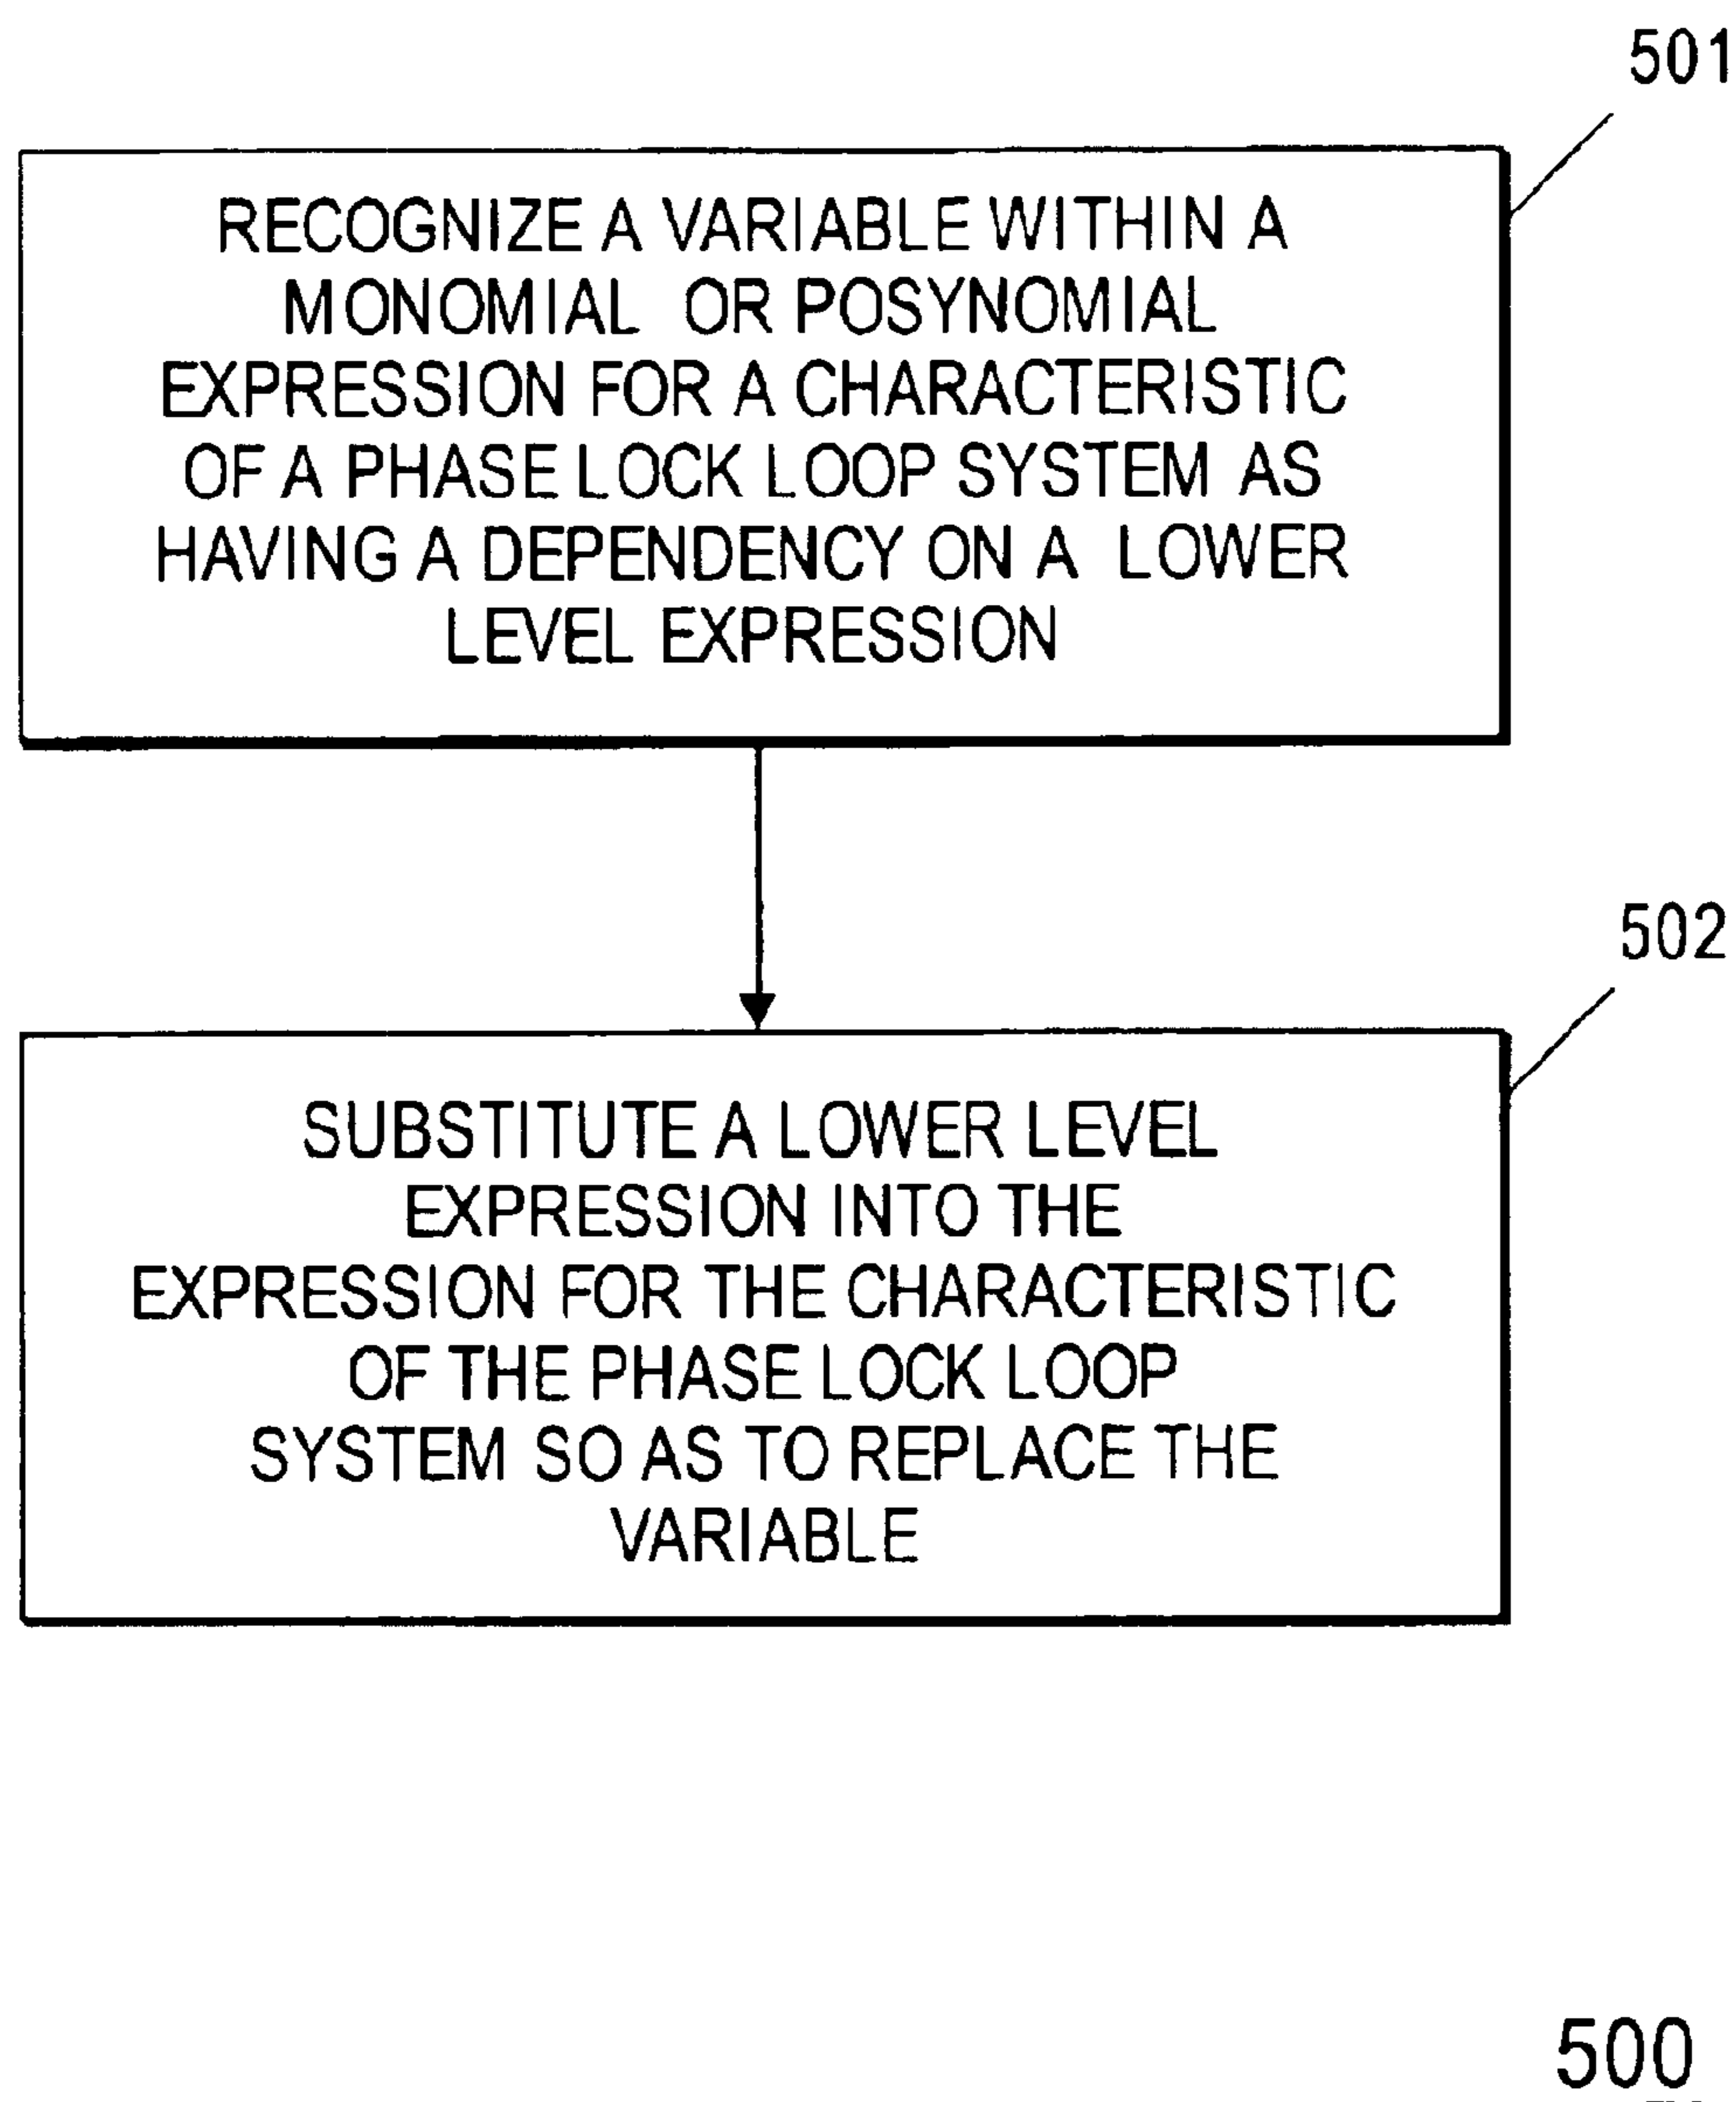 501
RECOGNIZE A VARIABLE WITHIN A
MONOMIAL OR POSYNOMIAL
EXPRESSION FOR A CHARACTERISTIC
OF A PHASE LOCK LOOP SYSTEM AS
HAVING A DEPENDENCY ON A LOWER
LEVEL EXPRESSION
502
SUBSTITUTE A LOWER LEVEL
EXPRESSION INTO THE
EXPRESSION FOR THE CHARACTERISTIC
OF THE PHASE LOCK LOOP
SYSTEM SO AS TO REPLACE THE
VARIABLE
500